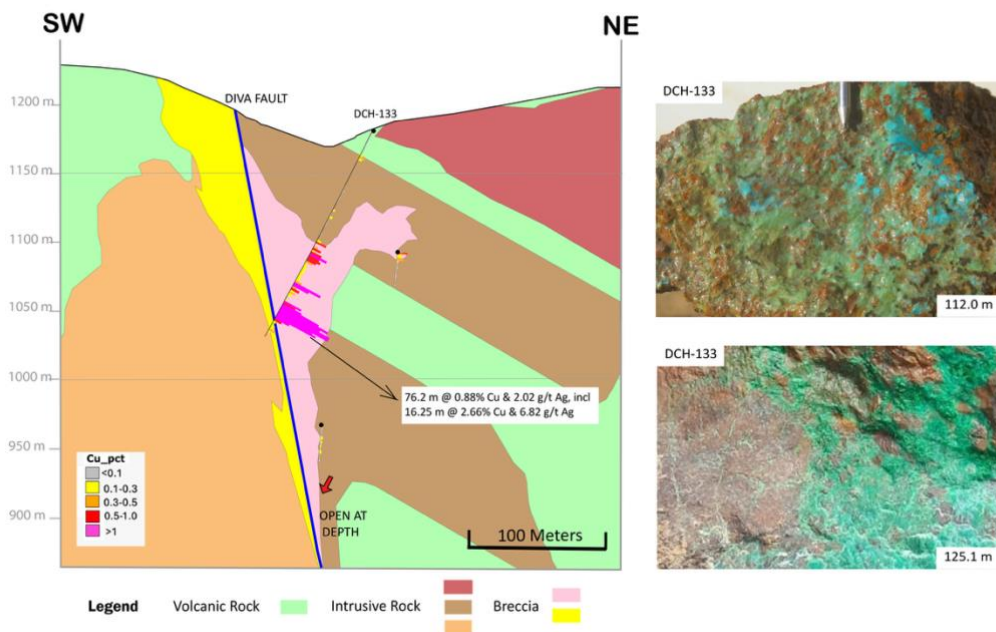 SW
NE
DIVA FAULT
DCH-133
1200 m
1150 m
1100 m
1050 m
1000 m
950 m
900 m
76.2 m @ 0.88% Cu & 2.02 g/t Ag, incl
16.25 m @ 2.66% Cu & 6.82 g/t Ag
Cu_pct
<0.1
0.1-0.3
0.3-0.5
0.5-1.0
>1
OPEN AT
DEPTH
100 Meters
Legend Volcanic Rock Intrusive Rock Breccia
DCH-133
112.0 m
DCH-133
125.1 m